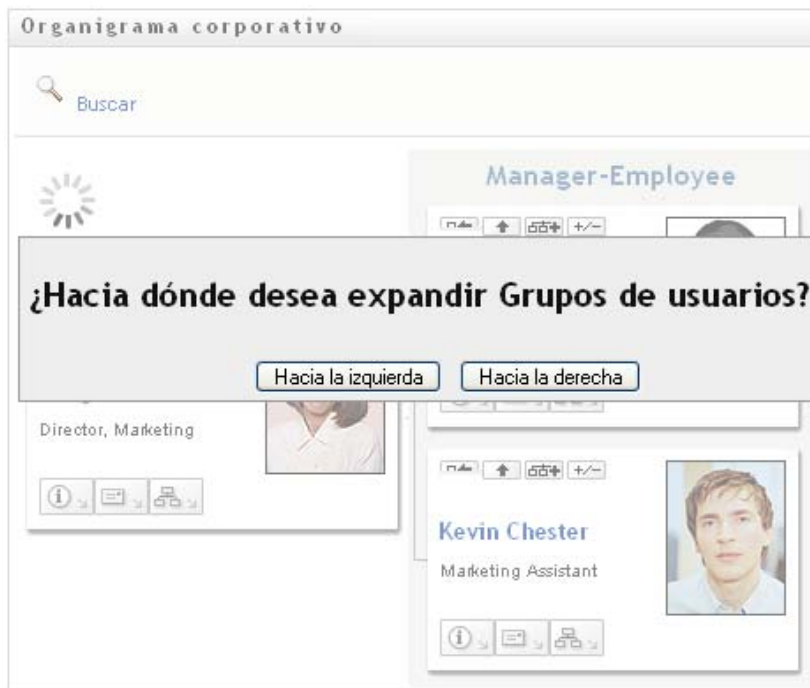 Organigrama corporativo
Buscar
Manager-Employee
+/-
¿Hacia dónde desea expandir Grupos de usuarios?
Hacia la izquierda
Hacia la derecha
Director, Marketing
+/-
Kevin Chester
Marketing Assistant